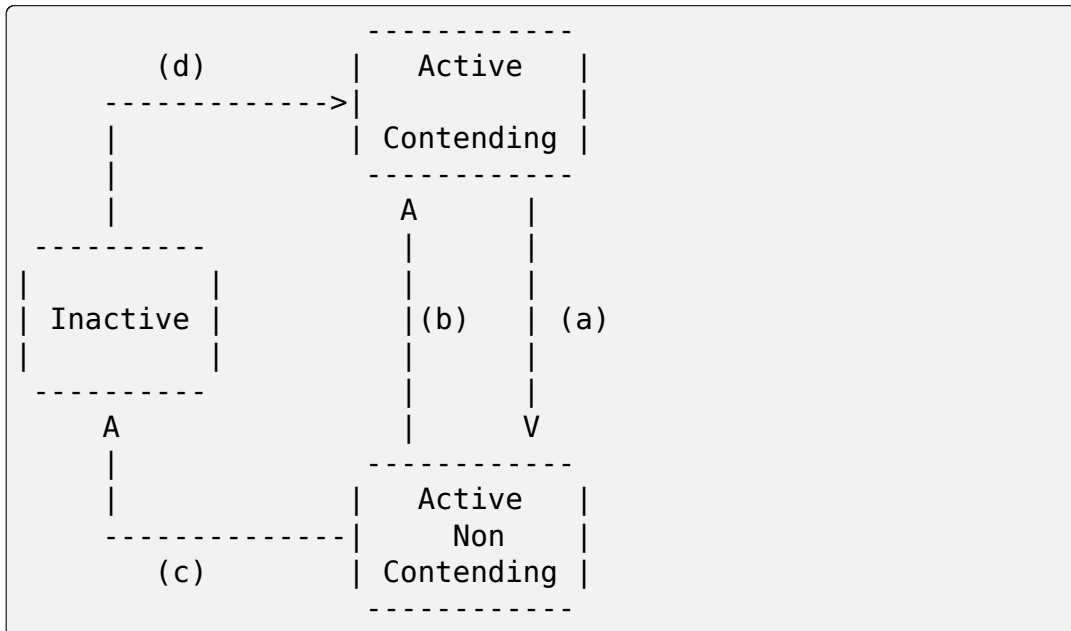 (d) Active
Contending
Inactive
(b) (a)
Active
Non
(c) Contending